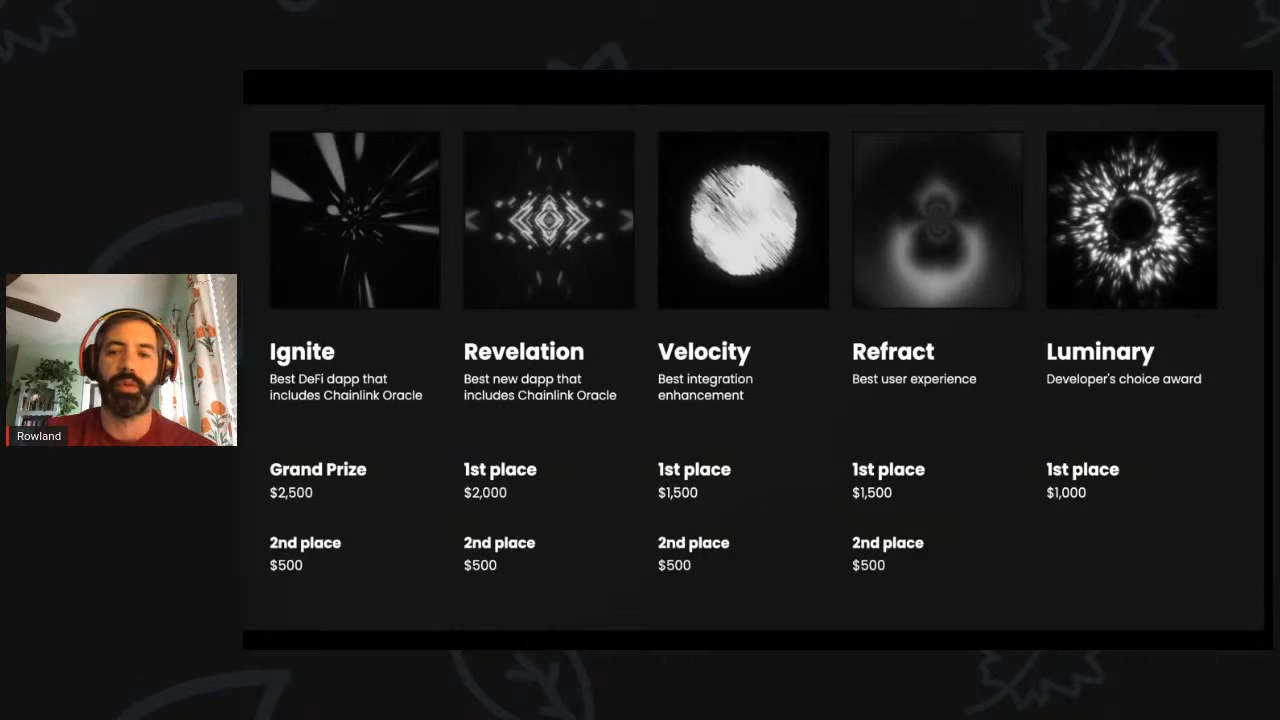 Rowland
Ignite
Best DeFi dapp that
includes Chainlink Oracle
Grand Prize
$2,500
2nd place
$500
Revelation
Best new dapp that
includes Chainlink Oracle
1st place
$2,000
2nd place
$500
Velocity
Best integration
enhancement
1st place
$1,500
2nd place
$500
Refract
Best user experience
1st place
$1,500
2nd place
$500
Luminary
Developer's choice award
1st place
$1,000